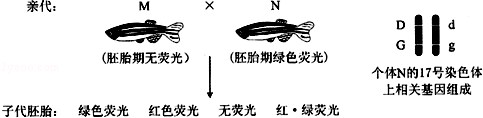 亲代： M × N
D d
G g
(胚胎期无荧光) (胚胎期绿色荧光)
个体N的17号染色体
上相关基因组成
子代胚胎： 绿色荧光 红色荧光 无荧光 红·绿荧光